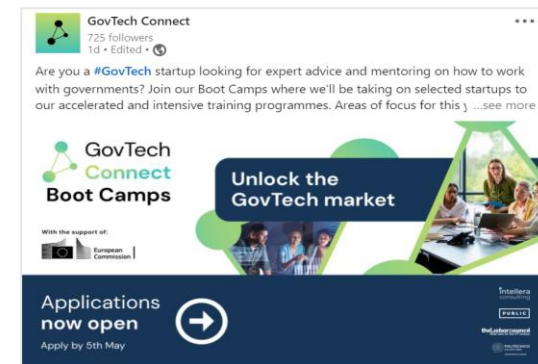 GovTech Connect
725 followers
1d • Edited •
Are you a #GovTech startup looking for expert advice and mentoring on how to work
with governments? Join our Boot Camps where we'll be taking on selected startups to
our accelerated and intensive training programmes. Areas of focus for this y ...see more
GovTech
Connect
Boot Camps
With the support of:
European
Commission
Unlock the
GovTech market
Applications
now open
Apply by 5th May
intellera
consulting
PUBLIC
theLisboncouncil
POLITECNICO